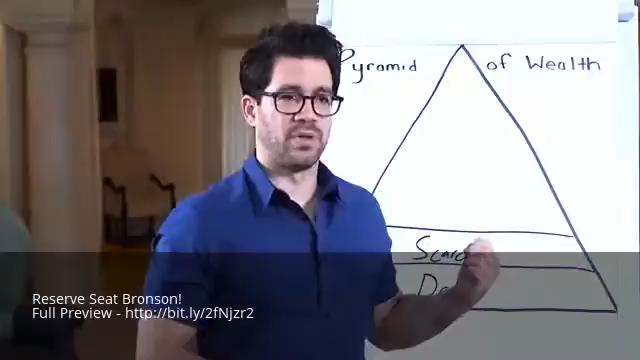 Pyramid of Wealth
Reserve Seat Bronson!
Full Preview - http://bit.ly/2fNjzr2